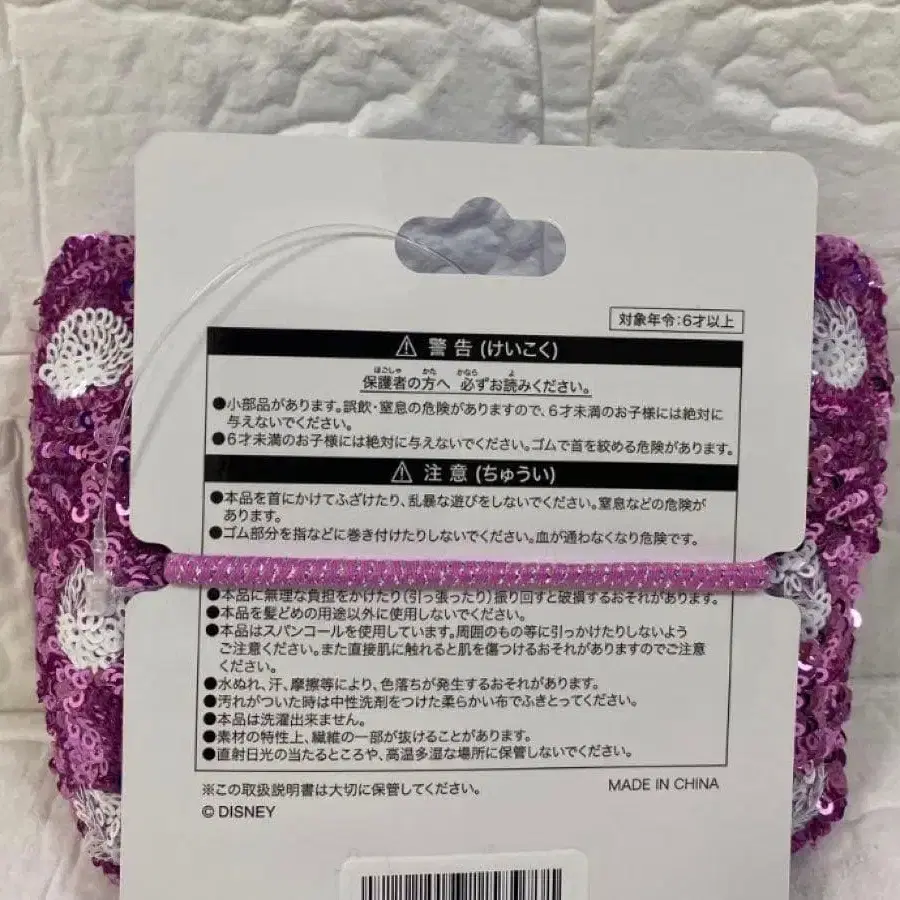 対象年令:6才以上
⚠ 警告(けいこく)
保護者の方へ 必ずお読みください。
ほごしゃ かた かなら よ
●小部品があります。誤飲・窒息の危険がありますので、6才未満のお子様には絶対に
与えないでください。
●6才未満のお子様には絶対に与えないでください。ゴムで首を絞める危険があります。
⚠ 注意(ちゅうい)
●本品を首にかけてふざけたり、乱暴な遊びをしないでください。窒息などの危険が
あります。
●ゴム部分を指などに巻き付けたりしないでください。血が通わなくなり危険です。
●本品に無理な負担をかけたり(引っ張ったり)振り回すと破損するおそれがあります。
●本品を髪どめの用途以外に使用しないでください。
●本品はスパンコールを使用しています。周囲のもの等に引っかけたりしないよう
ご注意ください。また直接肌に触れると肌を傷つけるおそれがありますのでご注意
ください。
●水ぬれ、汗、摩擦等により、色落ちが発生するおそれがあります。
●汚れがついた時は中性洗剤をつけた柔らかい布でふきとってください。
●本品は洗濯出来ません。
●素材の特性上、繊維の一部が抜けることがあります。
●直射日光の当たるところや、高温多湿な場所に保管しないでください。
※この取扱説明書は大切に保管してください。
MADE IN CHINA
© DISNEY